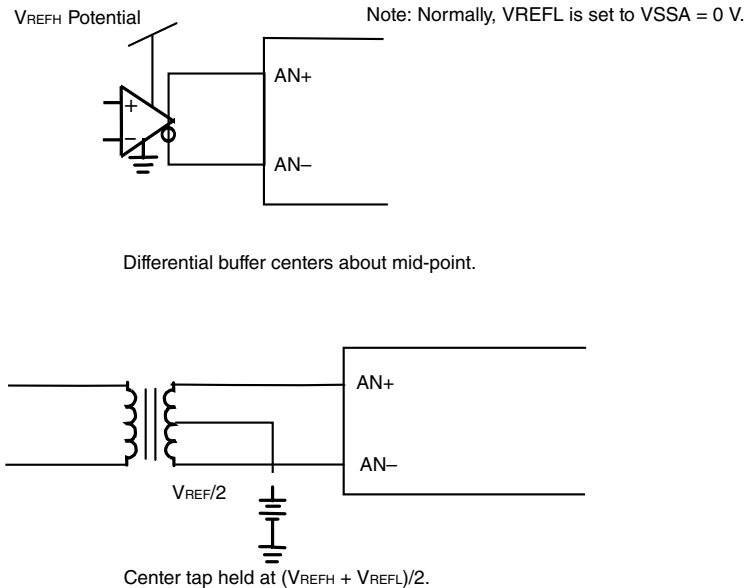 VREFH Potential
Note: Normally, VREFL is set to VSSA = 0 V.
AN+
+
−
AN–
Differential buffer centers about mid-point.
AN+
AN–
VREF/2
Center tap held at (VREFH + VREFL)/2.